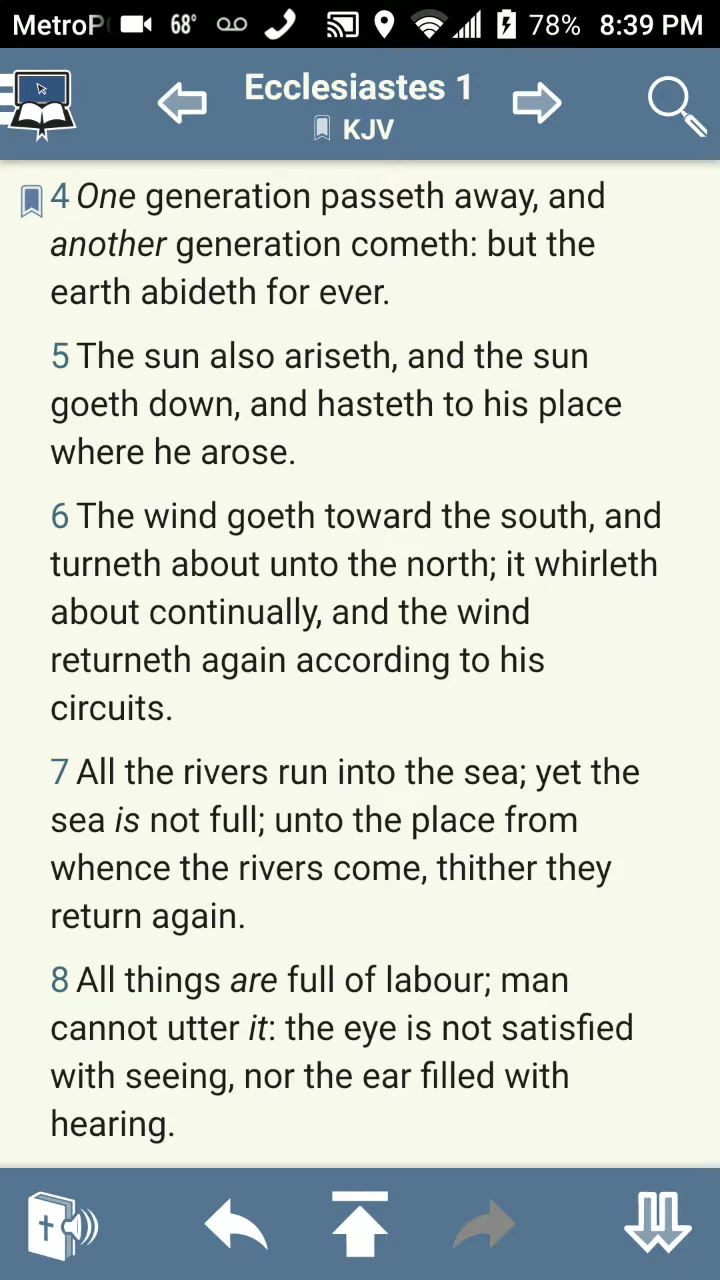 MetroP 68° 78% 8:39 PM
Ecclesiastes 1
KJV
4 One generation passeth away, and
another generation cometh: but the
earth abideth for ever.
5 The sun also ariseth, and the sun
goeth down, and hasteth to his place
where he arose.
6 The wind goeth toward the south, and
turneth about unto the north; it whirleth
about continually, and the wind
returneth again according to his
circuits.
7 All the rivers run into the sea; yet the
sea is not full; unto the place from
whence the rivers come, thither they
return again.
8 All things are full of labour; man
cannot utter it: the eye is not satisfied
with seeing, nor the ear filled with
hearing.